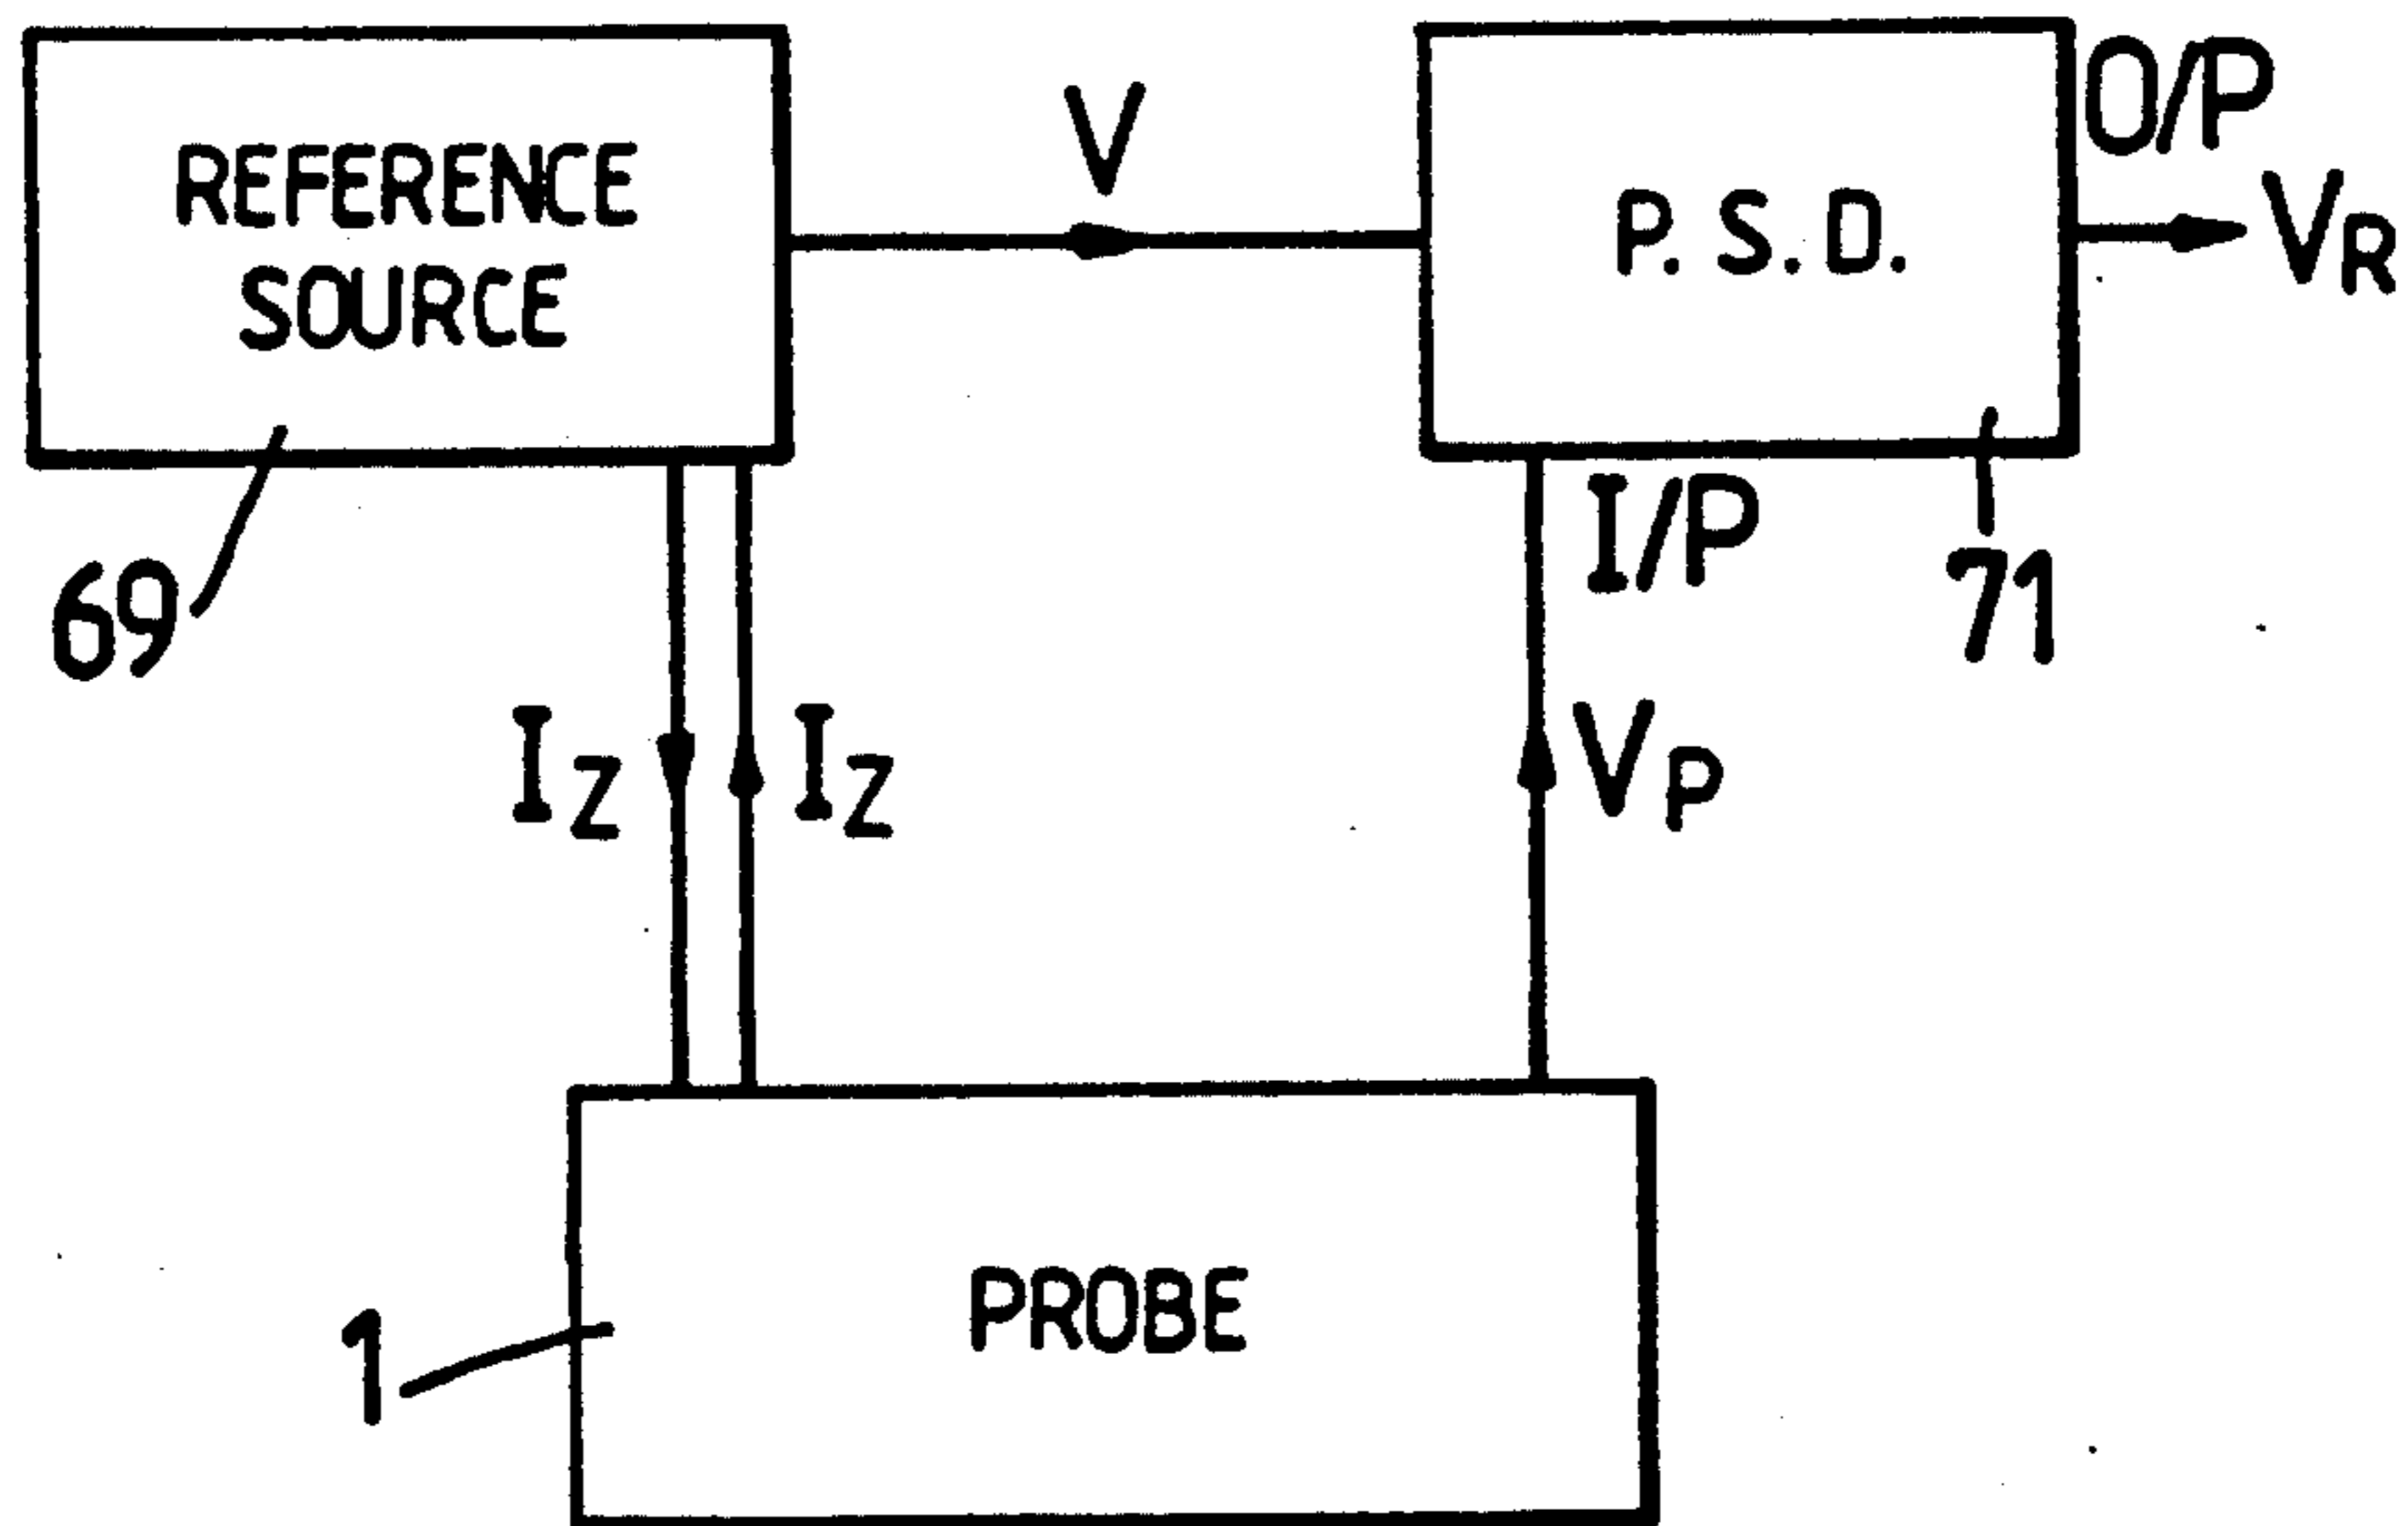 REFERENCE
SOURCE
V
P. S. D.
O/P
VR
69
I/P
71
IZ
IZ
VP
1
PROBE